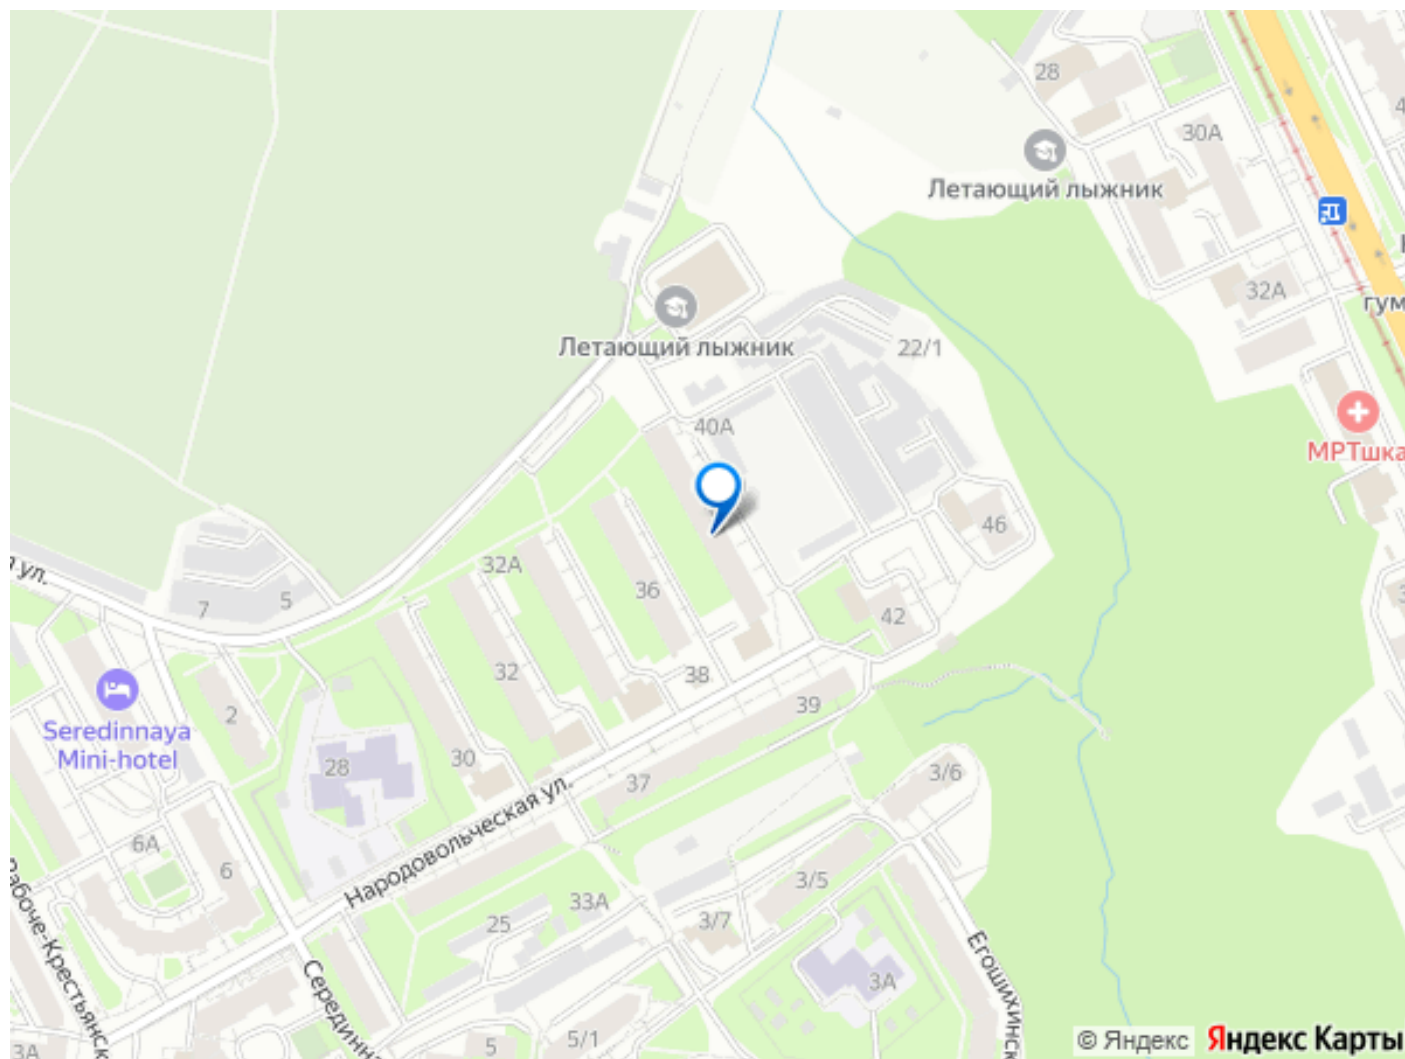 28
30А
Летающий лыжник
32А
гум
Летающий лыжник
22/1
МРТшка
40А
46
32А
36
я ул.
7
5
42
32
38
2
Seredinnaya
Mini-hotel
39
30
28
37
3/6
Народовольческая ул.
6А
6
3/5
33А
25
3/7
Рабоче-Крестьянск
Серединн
Егошихинск
3А
3А
5
5/1
© Яндекс
Яндекс Карты